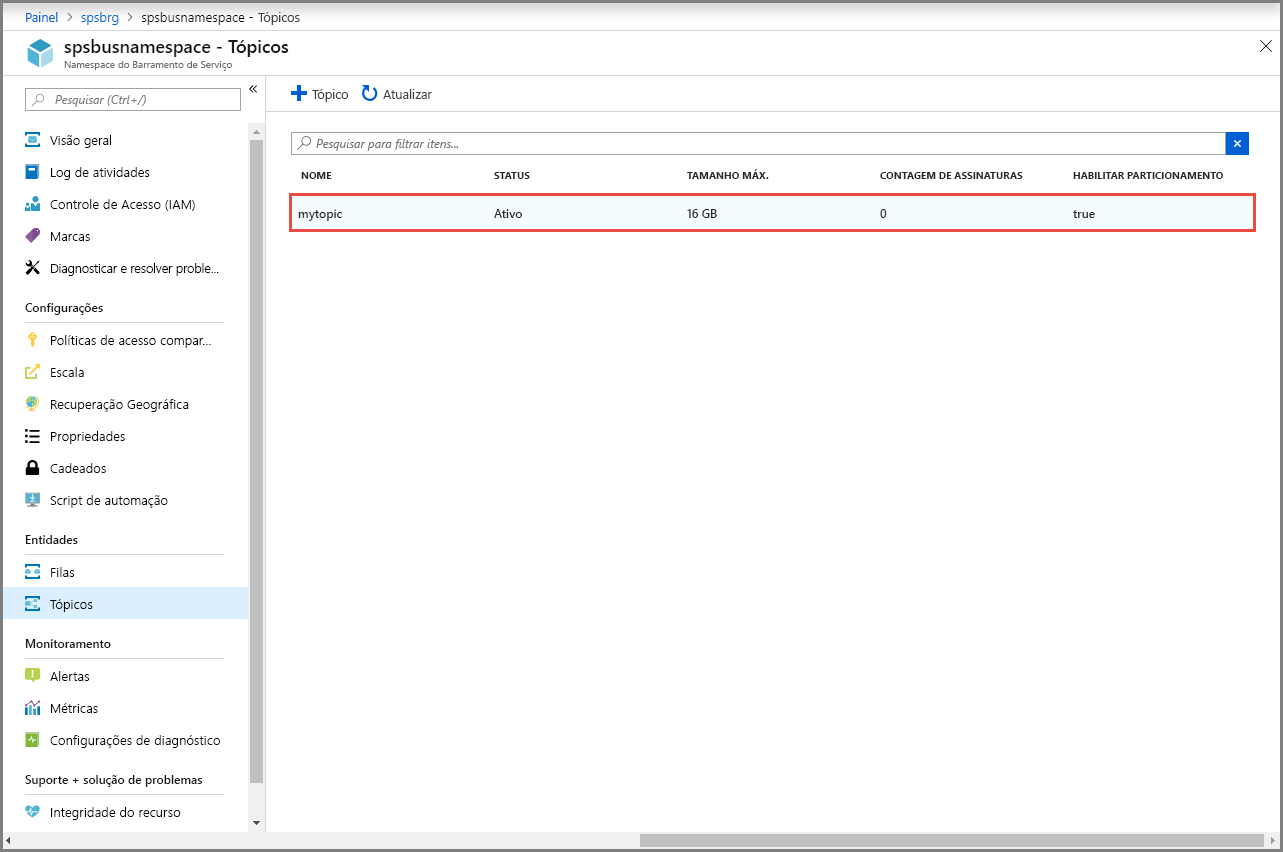 Painel > spsbrg > spsbusnamespace - Tópicos
spsbusnamespace - Tópicos
Namespace do Barramento de Serviço
Pesquisar (Ctrl+/)
«
Visão geral
Log de atividades
Controle de Acesso (IAM)
Marcas
Diagnosticar e resolver proble...
Configurações
Políticas de acesso compar...
Escala
Recuperação Geográfica
Propriedades
Cadeados
Script de automação
Entidades
Filas
Tópicos
Monitoramento
Alertas
Métricas
Configurações de diagnóstico
Suporte + solução de problemas
Integridade do recurso
Tópico Atualizar
Pesquisar para filtrar itens...
NOME STATUS TAMANHO MÁX. CONTAGEM DE ASSINATURAS HABILITAR PARTICIONAMENTO
mytopic Ativo 16 GB 0 true